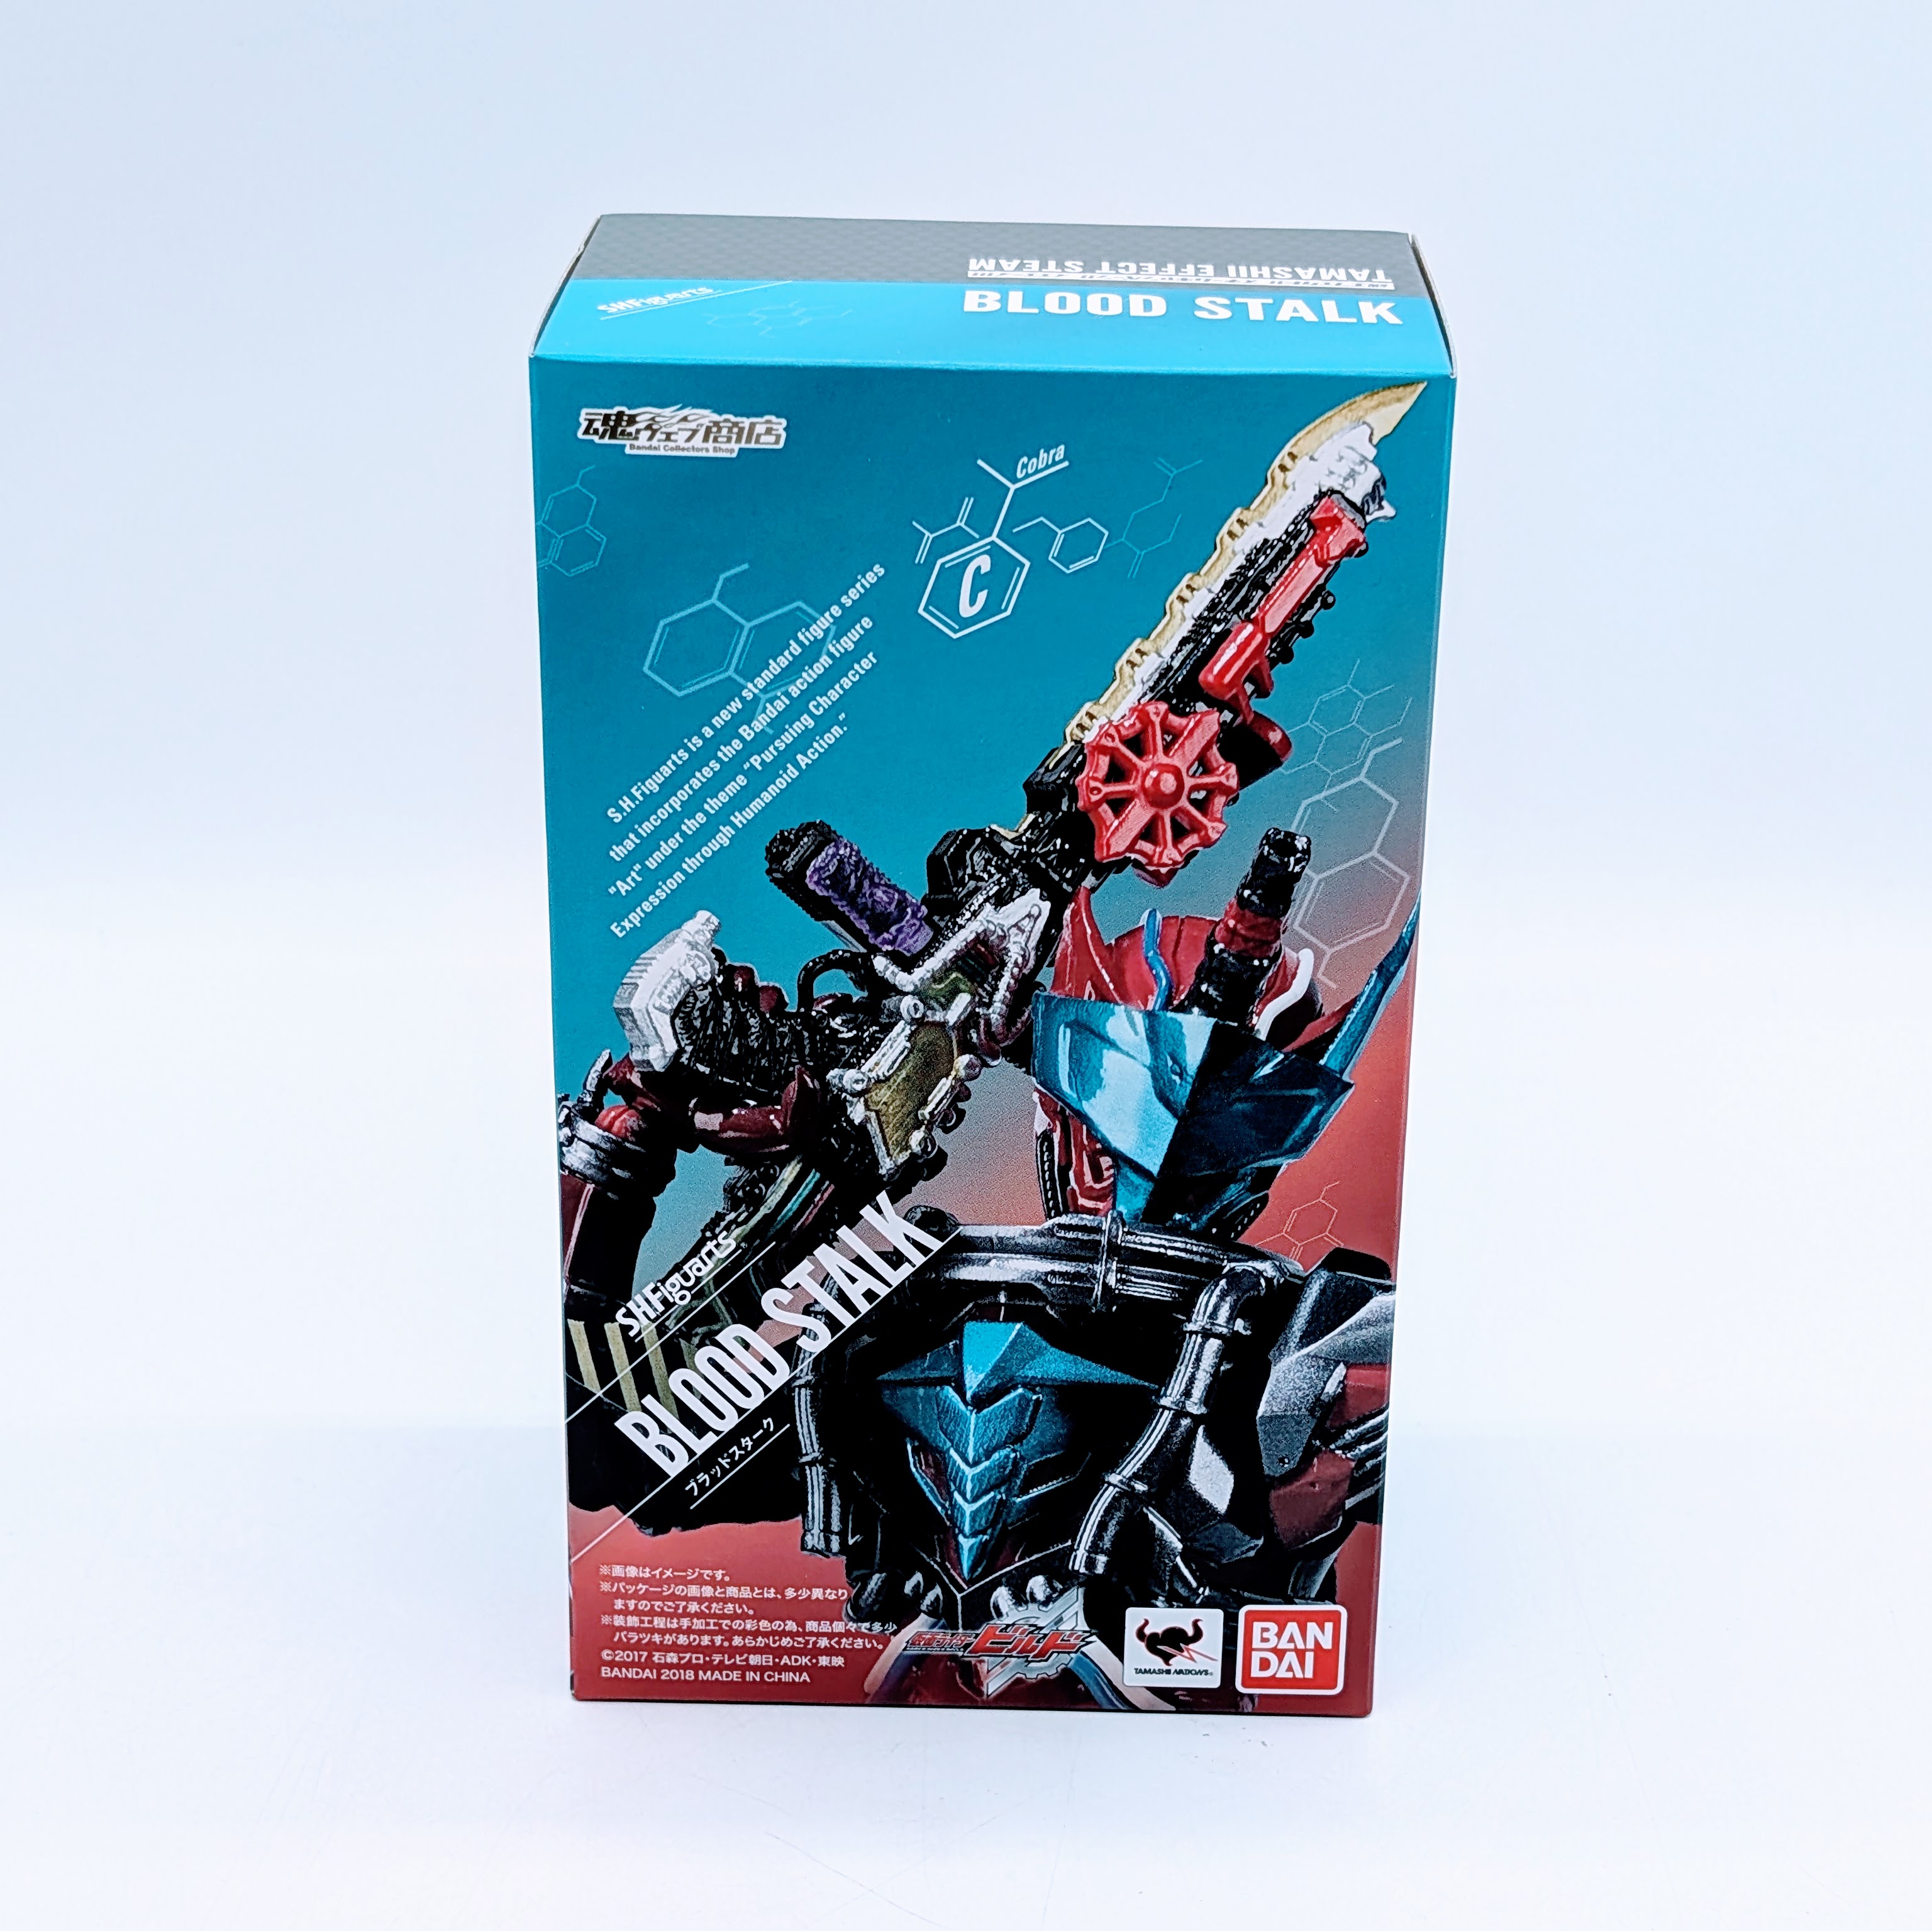 TAMASHII EFFECT STEAM
S.H.Figuarts
BLOOD STALK
魂ウェブ商店
Bandai Collectors Shop
Cobra
C
S.H.Figuarts is a new standard figure series
that incorporates the Bandai action figure
"Art" under the theme "Pursuing Character
Expression through Humanoid Action."
S.H.Figuarts
BLOOD STALK
ブラッドスターク
※画像はイメージです。
※パッケージの画像と商品とは、多少異なり
ますのでご了承ください。
※装飾工程は手加工での彩色の為、商品個々で多少
バラツキがあります。あらかじめご了承ください。
©2017 石森プロ・テレビ朝日・ADK・東映
BANDAI 2018 MADE IN CHINA
仮面ライダー
ビルド
TAMASHII NATIONS
BAN
DAI